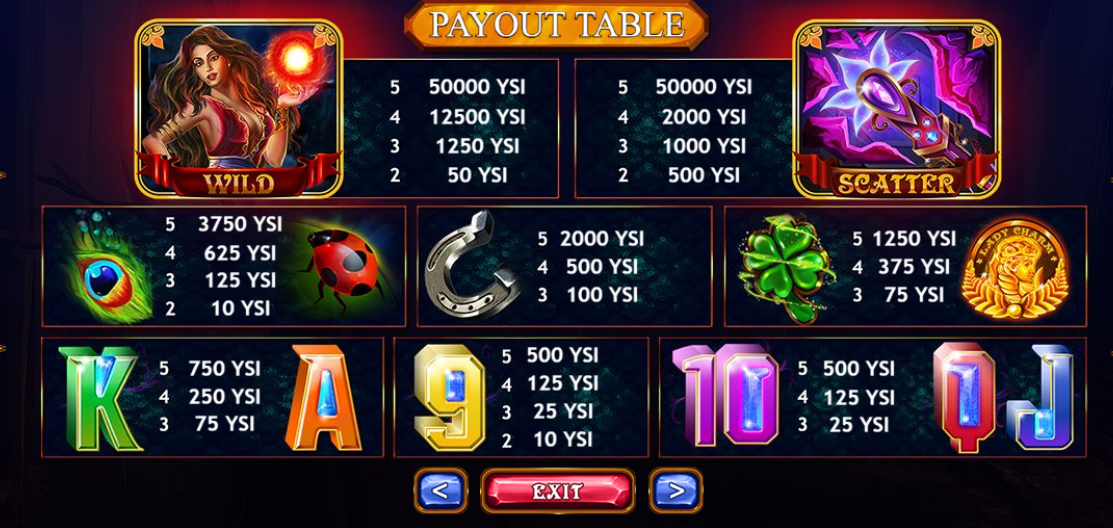 PAYOUT TABLE
WILD
5 50000 YSI
4 12500 YSI
3 1250 YSI
2 50 YSI
5 50000 YSI
4 2000 YSI
3 1000 YSI
2 500 YSI
SCATTER
5 3750 YSI
4 625 YSI
3 125 YSI
2 10 YSI
5 2000 YSI
4 500 YSI
3 100 YSI
5 1250 YSI
4 375 YSI
3 75 YSI
LADY CHARM
K
5 750 YSI
4 250 YSI
3 75 YSI
A
9
5 500 YSI
4 125 YSI
3 25 YSI
2 10 YSI
10
5 500 YSI
4 125 YSI
3 25 YSI
Q J
< EXIT >